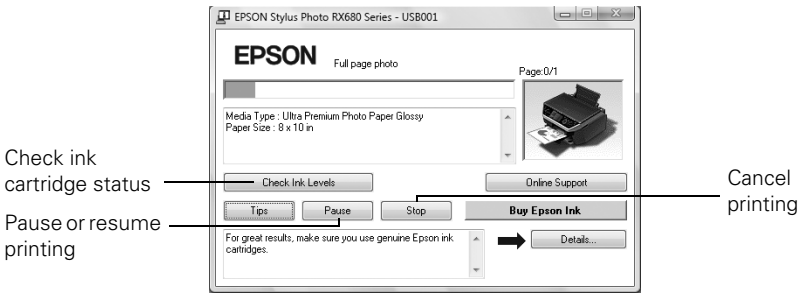 EPSON Stylus Photo RX680 Series - USB001
EPSON
Full page photo
Page:0/1
Media Type : Ultra Premium Photo Paper Glossy
Paper Size : 8 x 10 in
Check ink
cartridge status
Check Ink Levels
Online Support
Cancel
printing
Pause or resume
printing
Tips
Pause
Stop
Buy Epson Ink
For great results, make sure you use genuine Epson ink
cartridges.
Details...